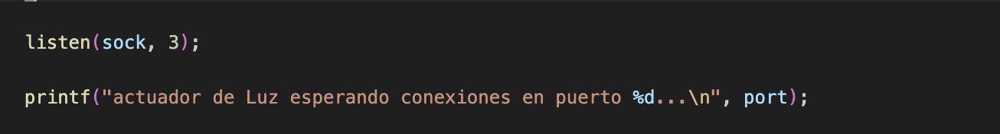 listen(sock, 3);
printf("actuador de Luz esperando conexiones en puerto %d...\n", port);